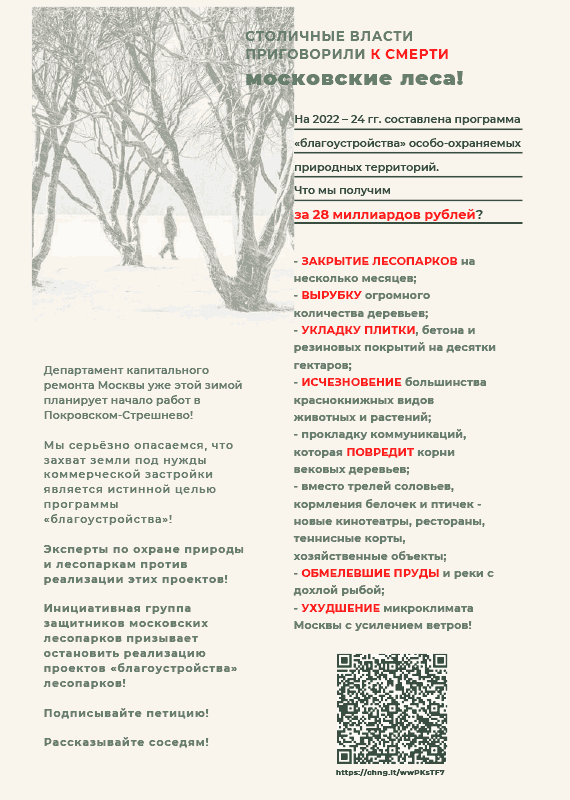 СТОЛИЧНЫЕ ВЛАСТИ
ПРИГОВОРИЛИ К СМЕРТИ
московские леса!
На 2022 – 24 гг. составлена программа
«благоустройства» особо-охраняемых
природных территорий.
Что мы получим
за 28 миллиардов рублей?
- ЗАКРЫТИЕ ЛЕСОПАРКОВ на
несколько месяцев;
- ВЫРУБКУ огромного
количества деревьев;
- УКЛАДКУ ПЛИТКИ, бетона и
резиновых покрытий на десятки
гектаров;
- ИСЧЕЗНОВЕНИЕ большинства
краснокнижных видов
животных и растений;
- прокладку коммуникаций,
которая ПОВРЕДИТ корни
вековых деревьев;
- вместо трелей соловьев,
кормления белочек и птичек -
новые кинотеатры, рестораны,
теннисные корты,
хозяйственные объекты;
- ОБМЕЛЕВШИЕ ПРУДЫ и реки с
дохлой рыбой;
- УХУДШЕНИЕ микроклимата
Москвы с усилением ветров!
Департамент капитального
ремонта Москвы уже этой зимой
планирует начало работ в
Покровском-Стрешнево!
Мы серьёзно опасаемся, что
захват земли под нужды
коммерческой застройки
является истинной целью
программы
«благоустройства»!
Эксперты по охране природы
и лесопаркам против
реализации этих проектов!
Инициативная группа
защитников московских
лесопарков призывает
остановить реализацию
проектов «благоустройства»
лесопарков!
Подписывайте петицию!
Рассказывайте соседям!
https://chng.it/wwPKsTF7